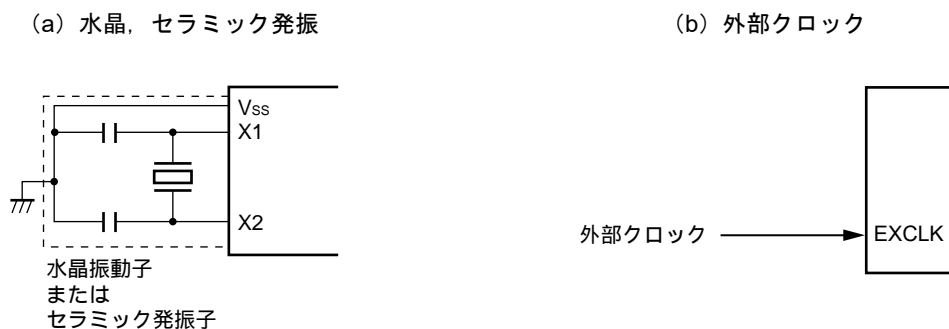 (a) 水晶，セラミック発振
(b) 外部クロック
Vss
X1
X2
水晶振動子
または
セラミック発振子
外部クロック
EXCLK